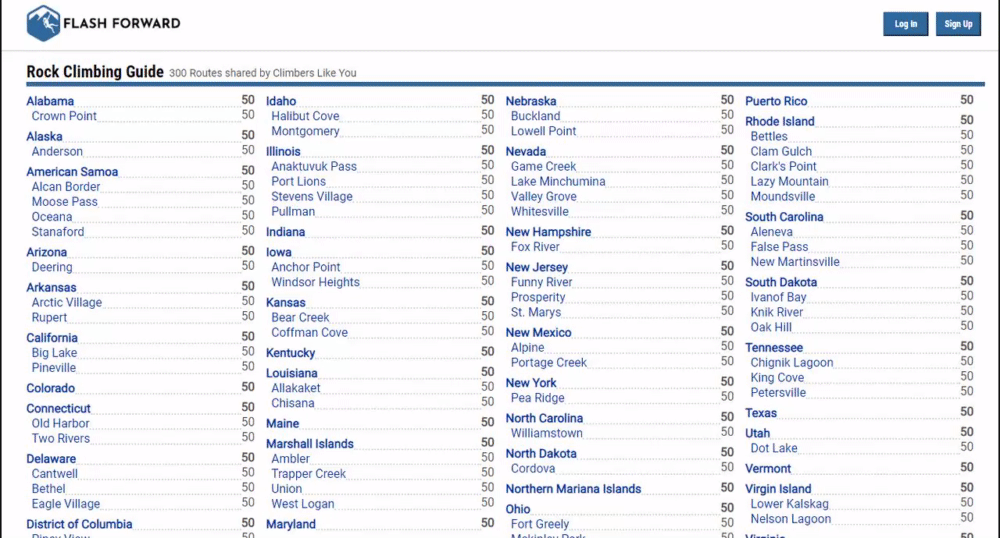 FLASH FORWARD
Log In
Sign Up
Rock Climbing Guide 300 Routes shared by Climbers Like You
Alabama 50
Crown Point 50
Alaska 50
Anderson 50
American Samoa 50
Alcan Border 50
Moose Pass 50
Oceana 50
Stanaford 50
Arizona 50
Deering 50
Arkansas 50
Arctic Village 50
Rupert 50
California 50
Big Lake 50
Pineville 50
Colorado 50
Connecticut 50
Old Harbor 50
Two Rivers 50
Delaware 50
Cantwell 50
Bethel 50
Eagle Village 50
District of Columbia 50
Idaho 50
Halibut Cove 50
Montgomery 50
Illinois 50
Anaktuvuk Pass 50
Port Lions 50
Stevens Village 50
Pullman 50
Indiana 50
Iowa 50
Anchor Point 50
Windsor Heights 50
Kansas 50
Bear Creek 50
Coffman Cove 50
Kentucky 50
Louisiana 50
Allakaket 50
Chisana 50
Maine 50
Marshall Islands 50
Ambler 50
Trapper Creek 50
Union 50
West Logan 50
Maryland 50
Nebraska 50
Buckland 50
Lowell Point 50
Nevada 50
Game Creek 50
Lake Minchumina 50
Valley Grove 50
Whitesville 50
New Hampshire 50
Fox River 50
New Jersey 50
Funny River 50
Prosperity 50
St. Marys 50
New Mexico 50
Alpine 50
Portage Creek 50
New York 50
Pea Ridge 50
North Carolina 50
Williamstown 50
North Dakota 50
Cordova 50
Northern Mariana Islands 50
Ohio 50
Fort Greely 50
Puerto Rico 50
Rhode Island 50
Bettles 50
Clam Gulch 50
Clark's Point 50
Lazy Mountain 50
Moundsville 50
South Carolina 50
Aleneva 50
False Pass 50
New Martinsville 50
South Dakota 50
Ivanof Bay 50
Knik River 50
Oak Hill 50
Tennessee 50
Chignik Lagoon 50
King Cove 50
Petersville 50
Texas 50
Utah 50
Dot Lake 50
Vermont 50
Virgin Island 50
Lower Kalskag 50
Nelson Lagoon 50